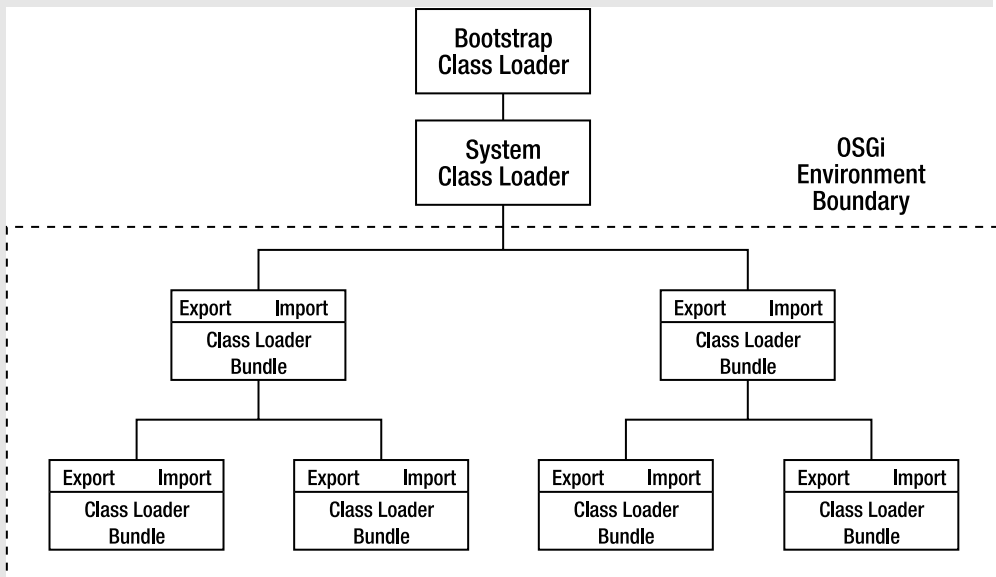 Bootstrap
Class Loader
System
Class Loader
OSGi
Environment
Boundary
Export Import
Class Loader
Bundle
Export Import
Class Loader
Bundle
Export Import
Class Loader
Bundle
Export Import
Class Loader
Bundle
Export Import
Class Loader
Bundle
Export Import
Class Loader
Bundle